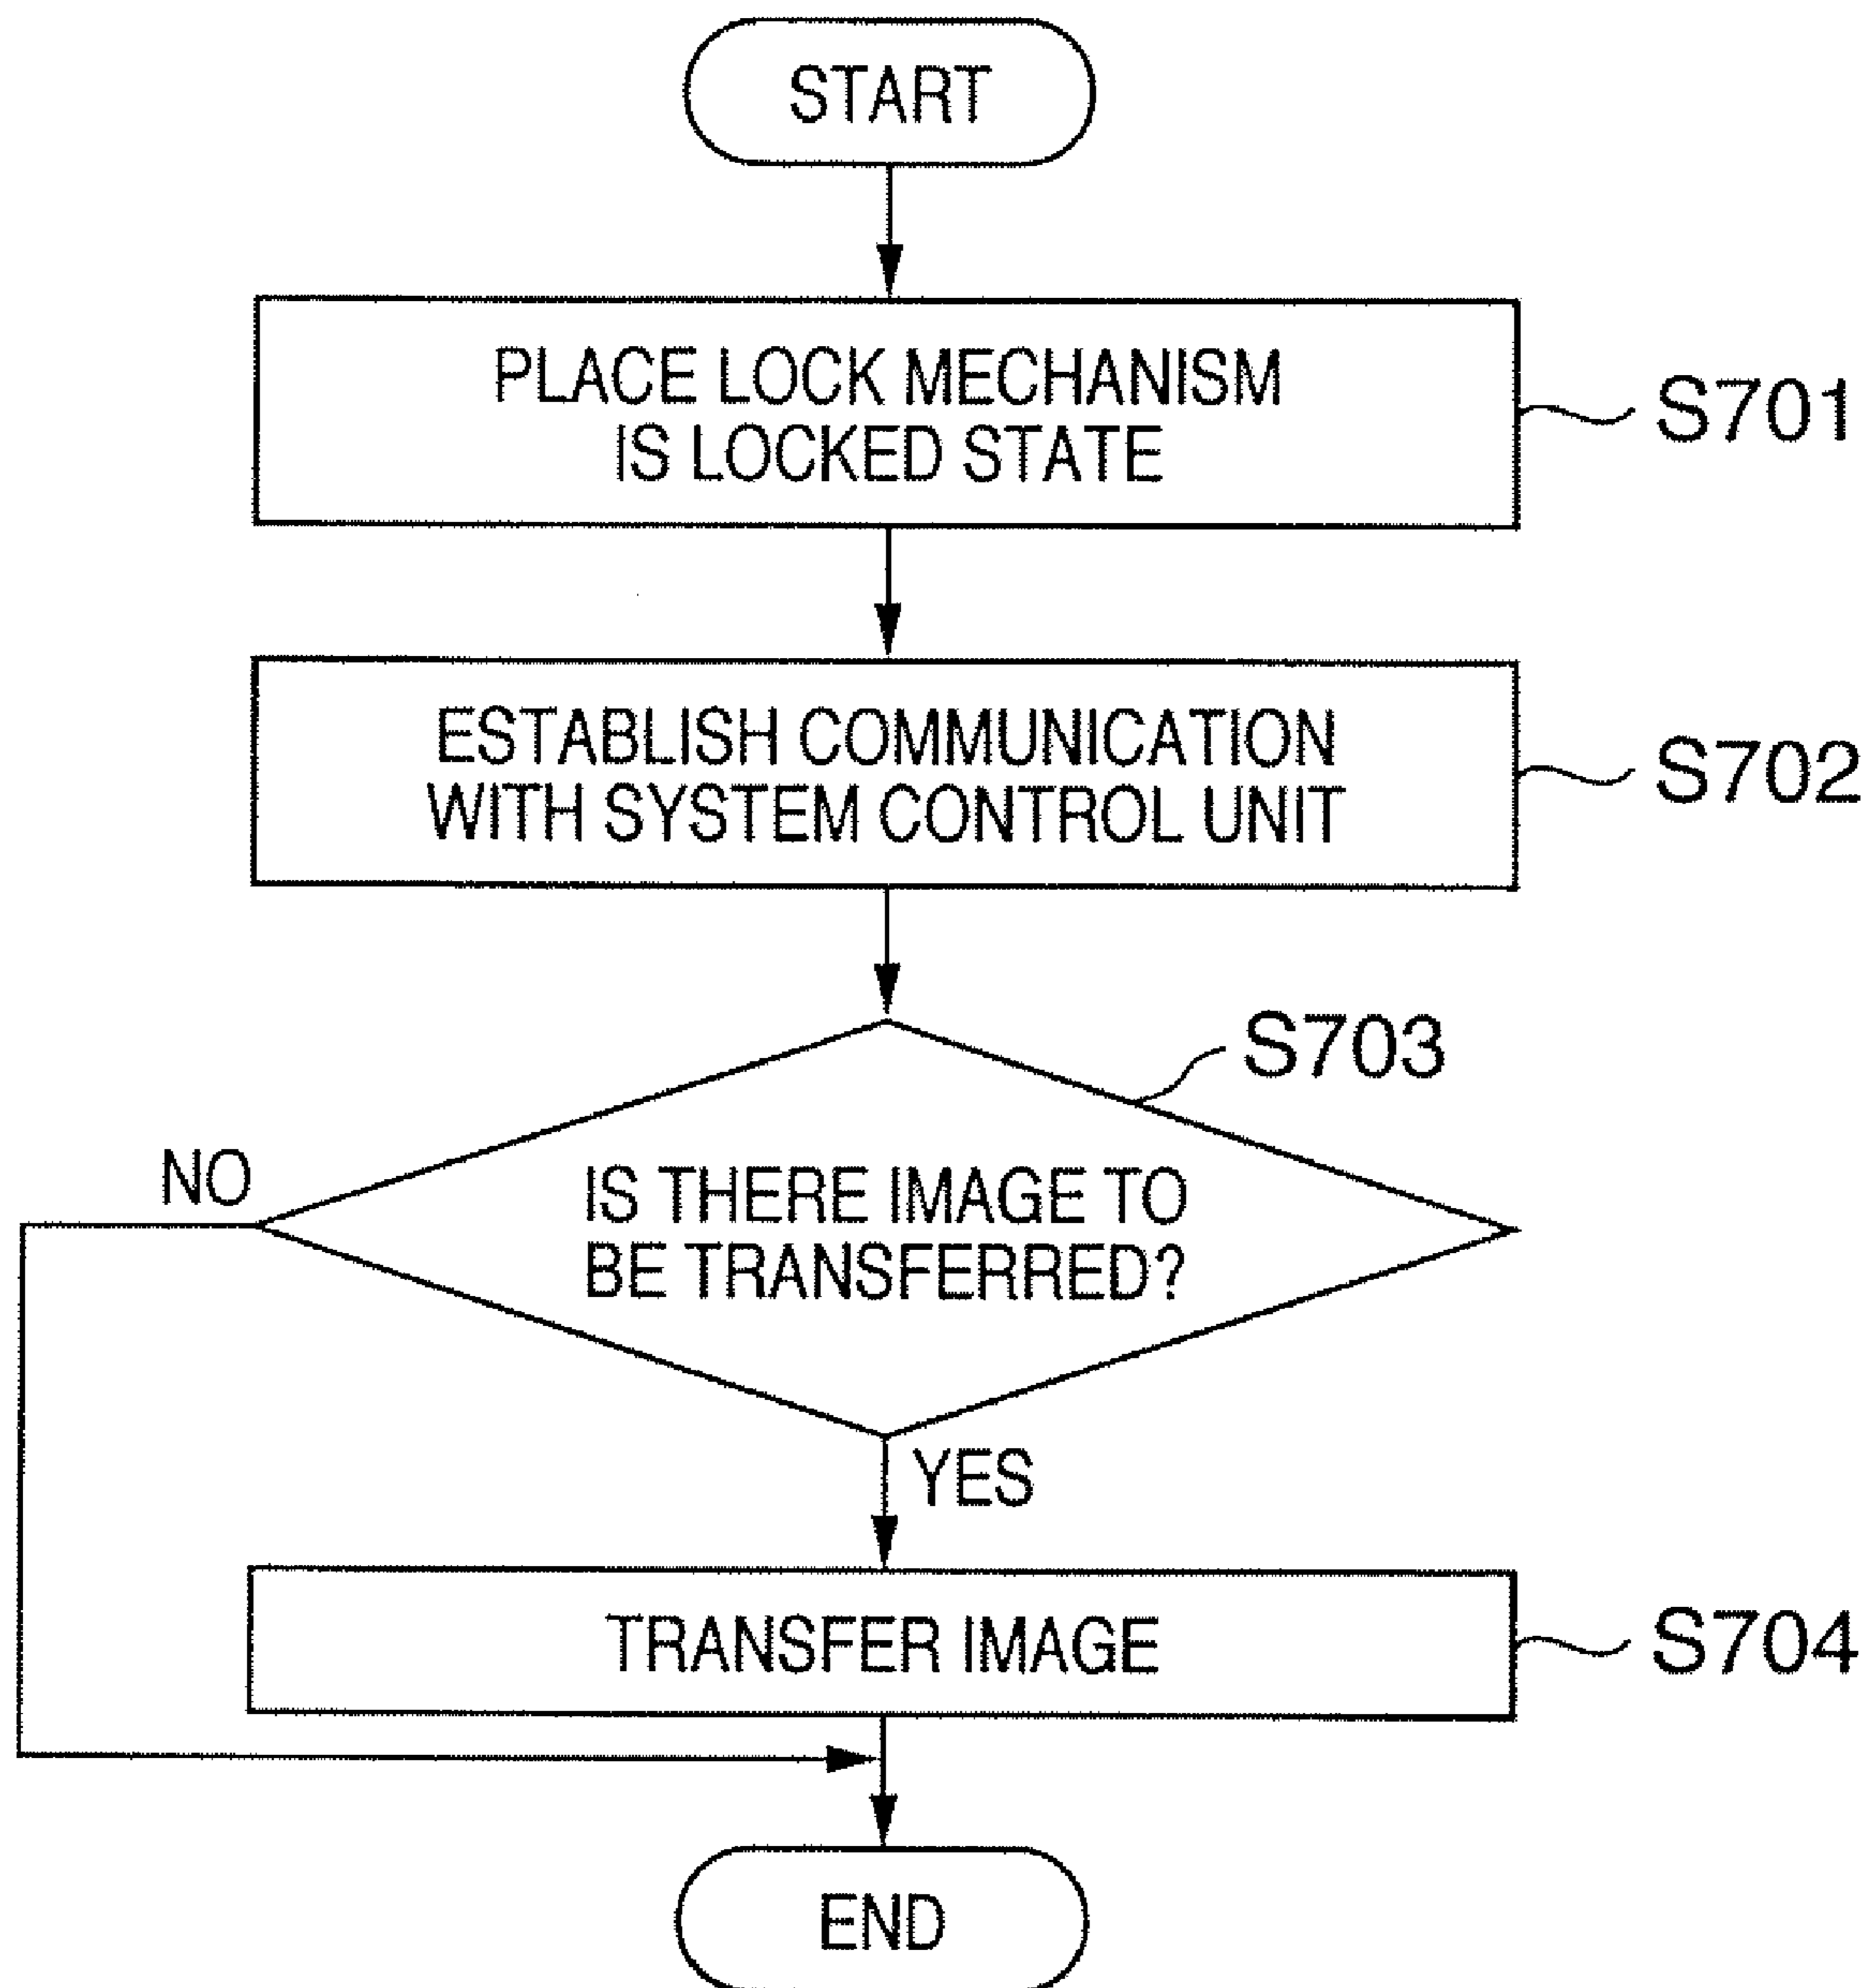 START
PLACE LOCK MECHANISM
IS LOCKED STATE
S701
ESTABLISH COMMUNICATION
WITH SYSTEM CONTROL UNIT
S702
S703
NO
IS THERE IMAGE TO
BE TRANSFERRED?
YES
TRANSFER IMAGE
S704
END